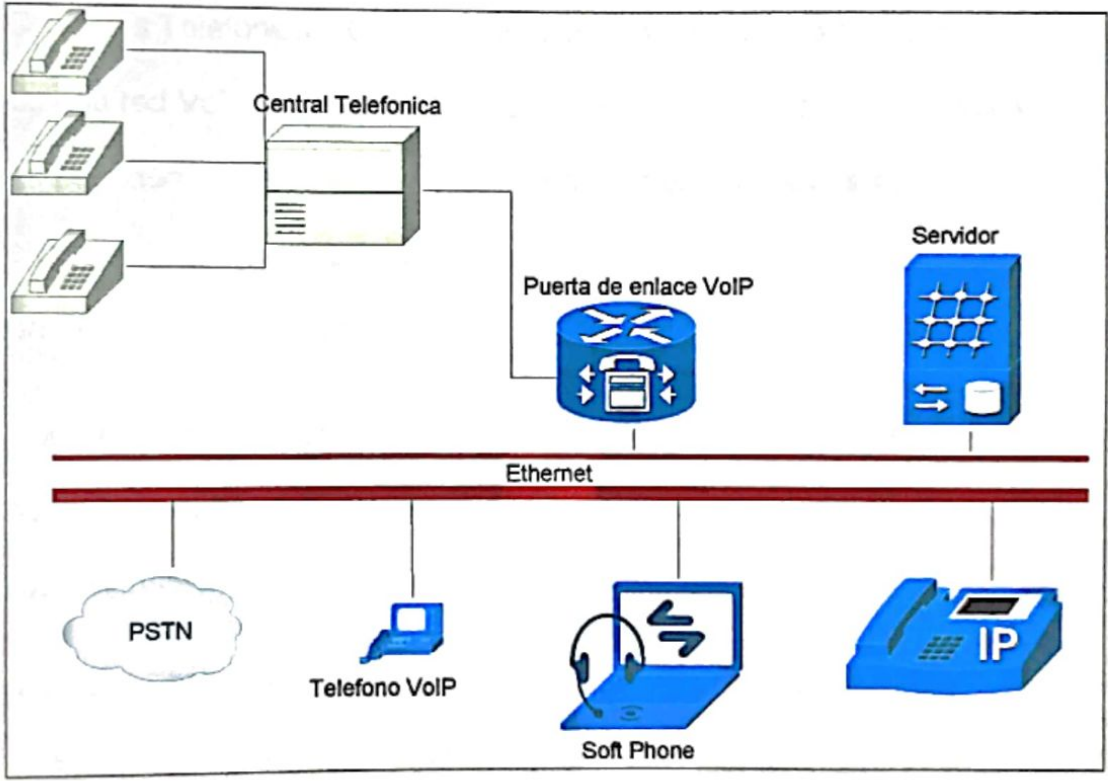 Central Telefonica
Servidor
Puerta de enlace VoIP
Ethernet
PSTN
IP
Telefono VoIP
Soft Phone